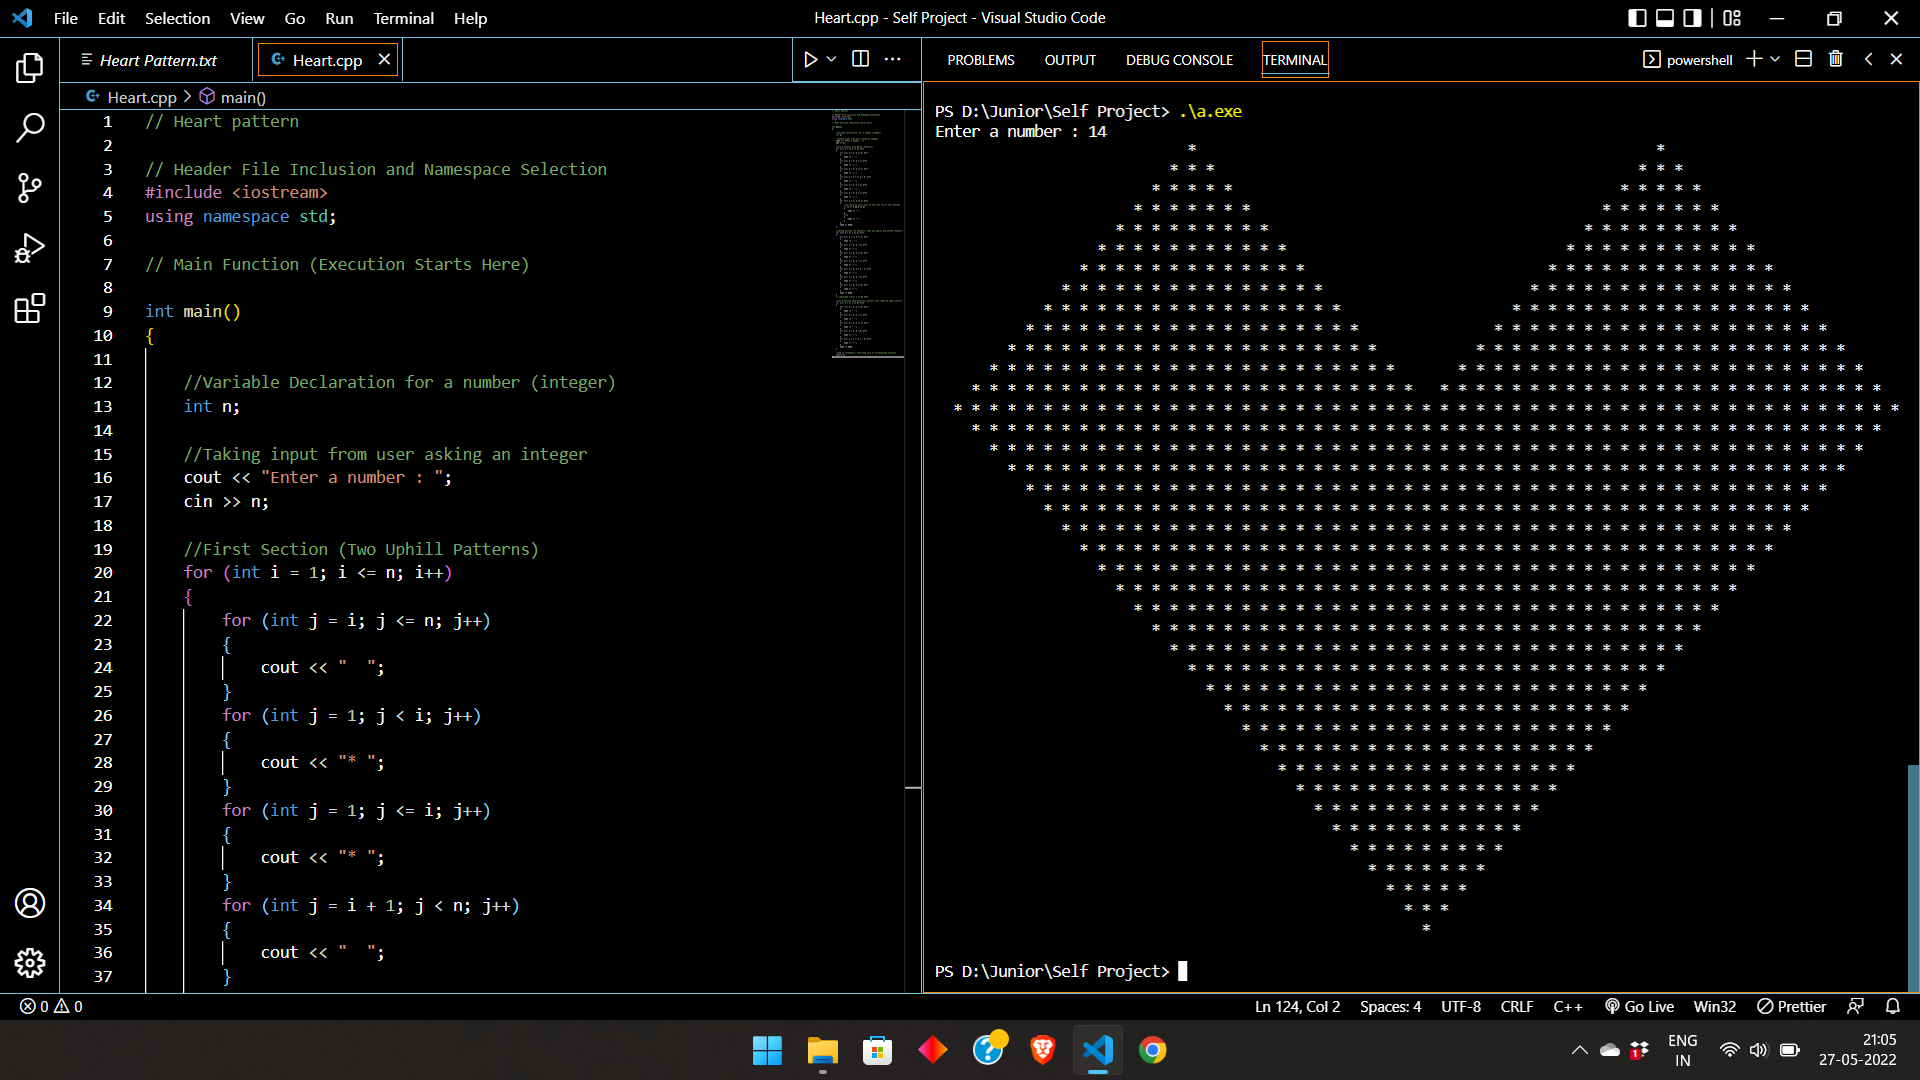 File Edit Selection View Go Run Terminal Help
Heart.cpp - Self Project - Visual Studio Code
Heart Pattern.txt
Heart.cpp
PROBLEMS OUTPUT DEBUG CONSOLE TERMINAL
powershell
Heart.cpp > main()
1 // Heart pattern
2
3 // Header File Inclusion and Namespace Selection
4 #include <iostream>
5 using namespace std;
6
7 // Main Function (Execution Starts Here)
8
9 int main()
10 {
11
12 //Variable Declaration for a number (integer)
13 int n;
14
15 //Taking input from user asking an integer
16 cout << "Enter a number : ";
17 cin >> n;
18
19 //First Section (Two Uphill Patterns)
20 for (int i = 1; i <= n; i++)
21 {
22 for (int j = i; j <= n; j++)
23 {
24 cout << "  ";
25 }
26 for (int j = 1; j < i; j++)
27 {
28 cout << "* ";
29 }
30 for (int j = 1; j <= i; j++)
31 {
32 cout << "* ";
33 }
34 for (int j = i + 1; j < n; j++)
35 {
36 cout << "  ";
37 }
PS D:\Junior\Self Project> .\a.exe
Enter a number : 14
PS D:\Junior\Self Project>
0 0
Ln 124, Col 2 Spaces: 4 UTF-8 CRLF C++ Go Live Win32 Prettier
1
ENG
IN
21:05
27-05-2022